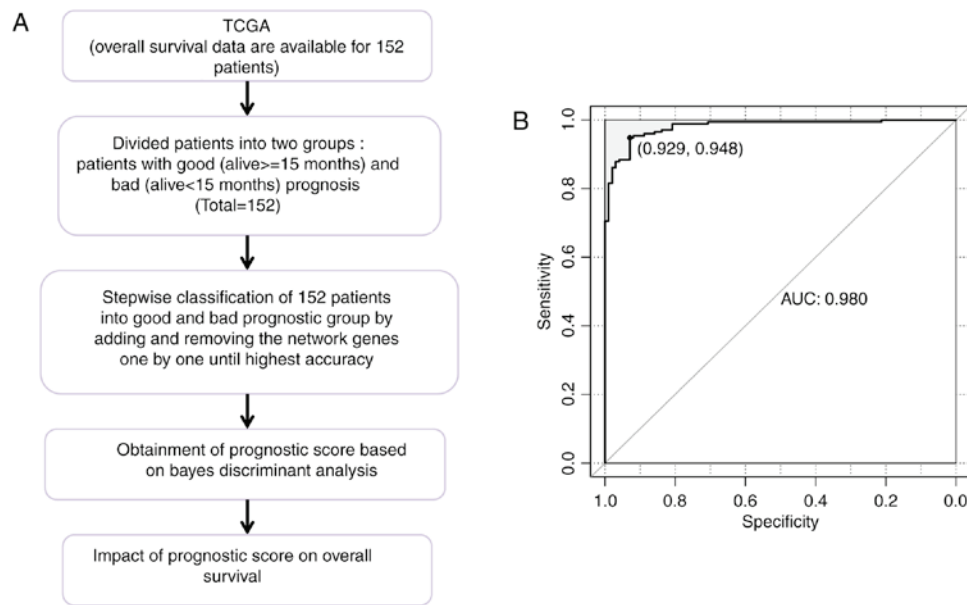 A
TCGA
(overall survival data are available for 152
patients)
Divided patients into two groups :
patients with good (alive>=15 months) and
bad (alive<15 months) prognosis
(Total=152)
Stepwise classification of 152 patients
into good and bad prognostic group by
adding and removing the network genes
one by one until highest accuracy
Obtainment of prognostic score based
on bayes discriminant analysis
Impact of prognostic score on overall
survival
B
Sensitivity
1.0
0.8
0.6
0.4
0.2
0.0
(0.929, 0.948)
AUC: 0.980
1.0 0.8 0.6 0.4 0.2 0.0
Specificity